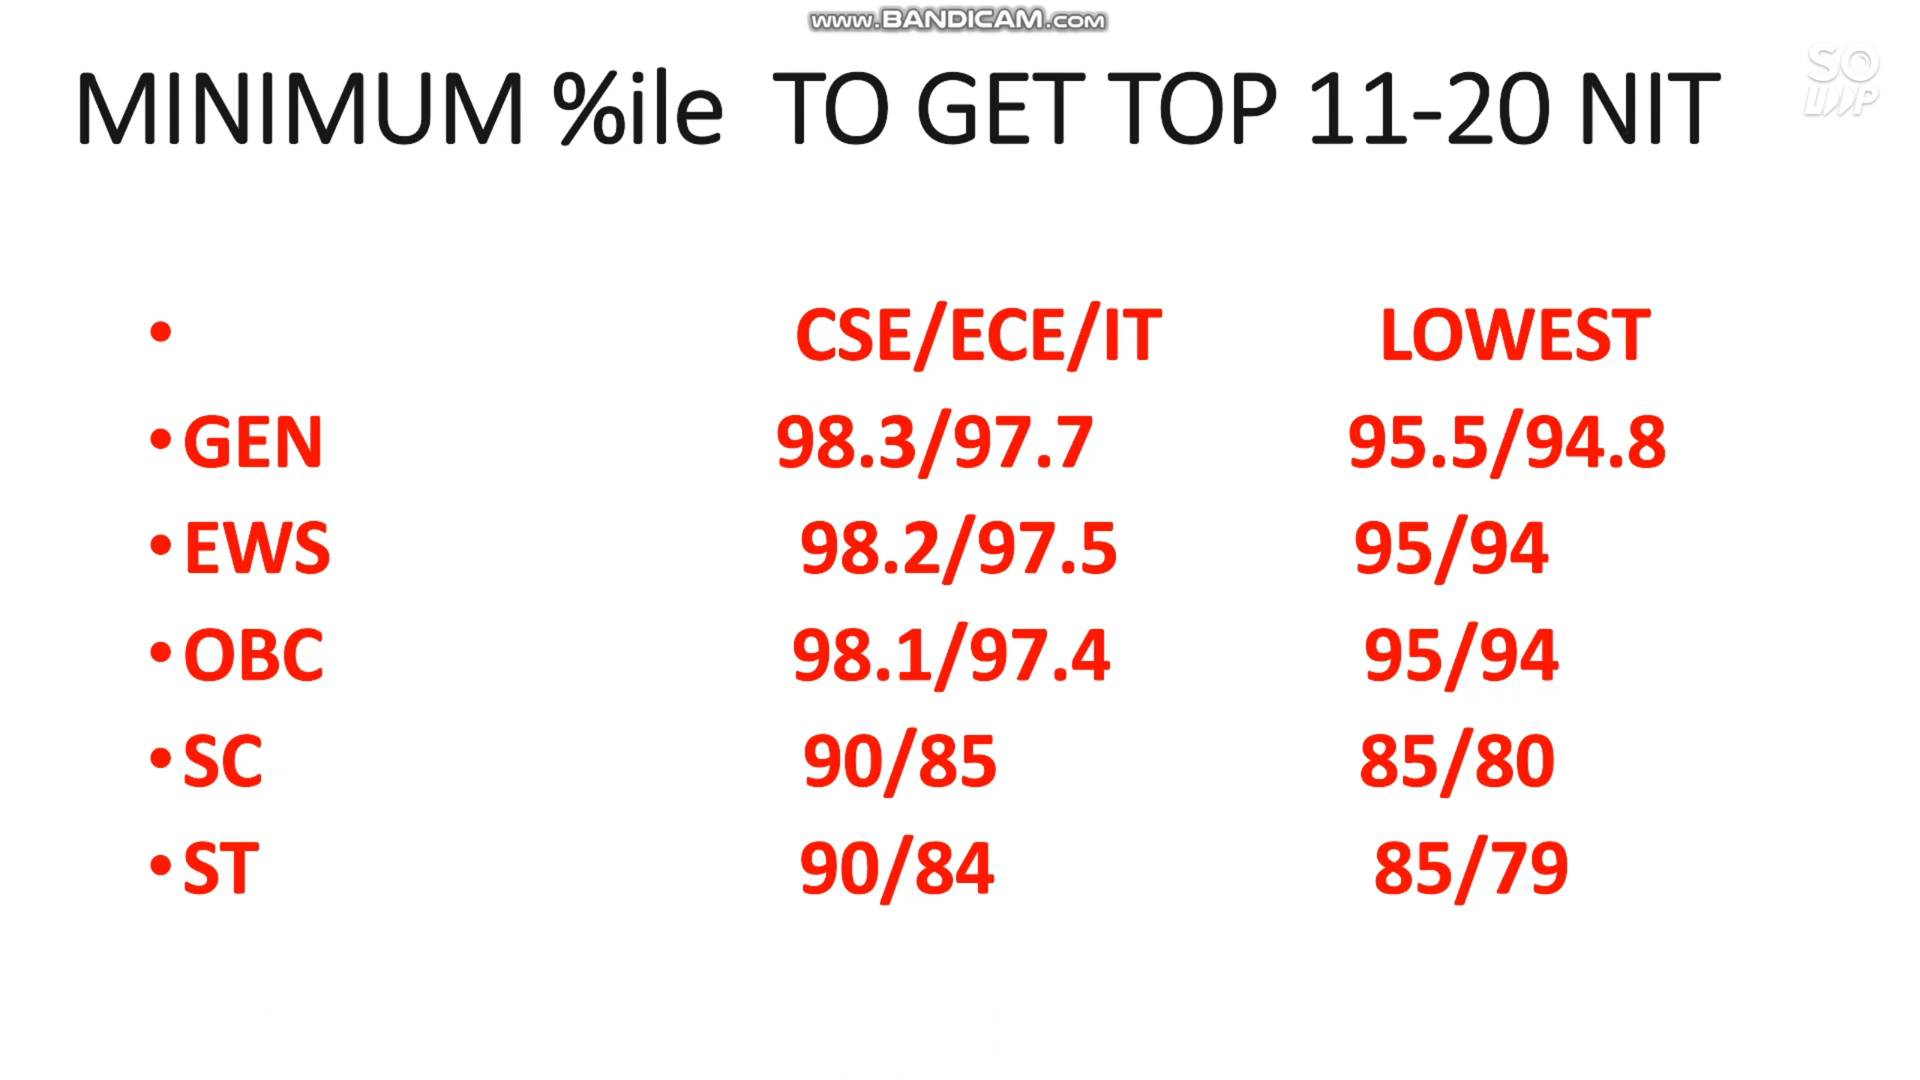 www.BANDICAM.com
SO
LOOP
MINIMUM %ile TO GET TOP 11-20 NIT
• CSE/ECE/IT LOWEST
• GEN 98.3/97.7 95.5/94.8
• EWS 98.2/97.5 95/94
• OBC 98.1/97.4 95/94
• SC 90/85 85/80
• ST 90/84 85/79